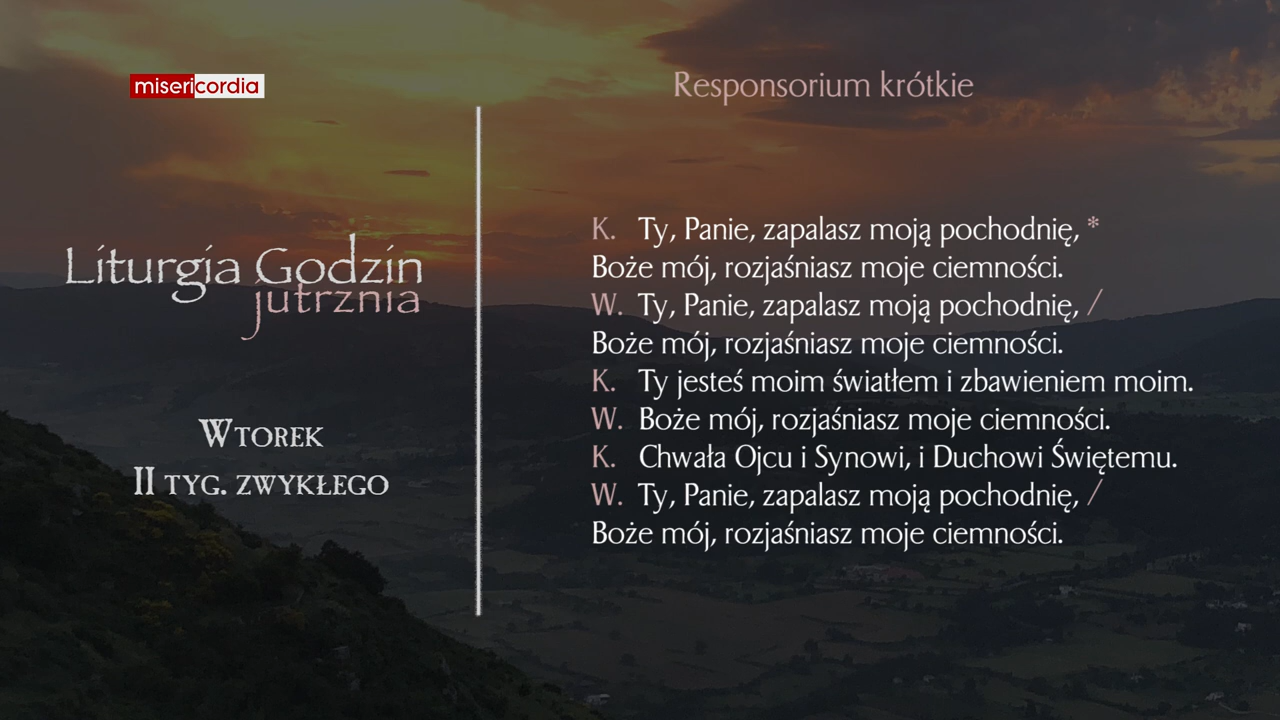 misericordia
Liturgia Godzin
jutrznia
Wtorek
II tyg. zwykłego
Responsorium krótkie
K. Ty, Panie, zapalasz moją pochodnię, *
Boże mój, rozjaśniasz moje ciemności.
W. Ty, Panie, zapalasz moją pochodnię, /
Boże mój, rozjaśniasz moje ciemności.
K. Ty jesteś moim światłem i zbawieniem moim.
W. Boże mój, rozjaśniasz moje ciemności.
K. Chwała Ojcu i Synowi, i Duchowi Świętemu.
W. Ty, Panie, zapalasz moją pochodnię, /
Boże mój, rozjaśniasz moje ciemności.